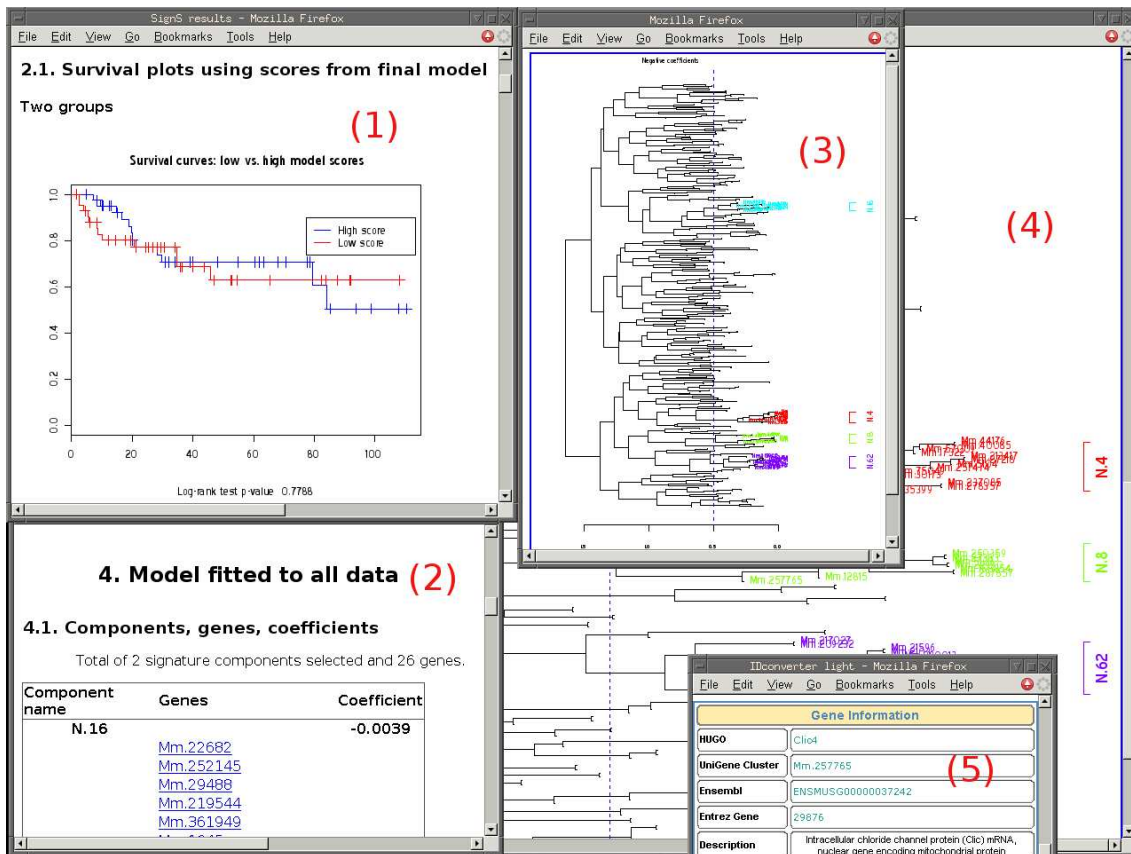 SignS results - Mozilla Firefox
File Edit View Go Bookmarks Tools Help
2.1. Survival plots using scores from final model
Two groups
(1)
Survival curves: low vs. high model scores
1.0
0.8
0.6
0.4
0.2
0.0
High score
Low score
0 20 40 60 80 100
Log-rank test p-value 0.7788
4. Model fitted to all data
(2)
4.1. Components, genes, coefficients
Total of 2 signature components selected and 26 genes.
Component name Genes Coefficient
N.16 -0.0039
Mm.22682
Mm.252145
Mm.29488
Mm.219544
Mm.361949
Mozilla Firefox
File Edit View Go Bookmarks Tools Help
Negative coefficients
(3)
N.4
N.62
(4)
Mm.44176
N.4
N.8
Mm.257765
Mm.12815
Mm.21596
N.62
IDconverter light - Mozilla Firefox
File Edit View Go Bookmarks Tools Help
Gene Information
HUGO Clic4
(5)
UniGene Cluster Mm.257765
Ensembl ENSMUSG00000037242
Entrez Gene 29876
Description Intracellular chloride channel protein (Clic) mRNA,
nuclear gene encoding mitochondrial protein